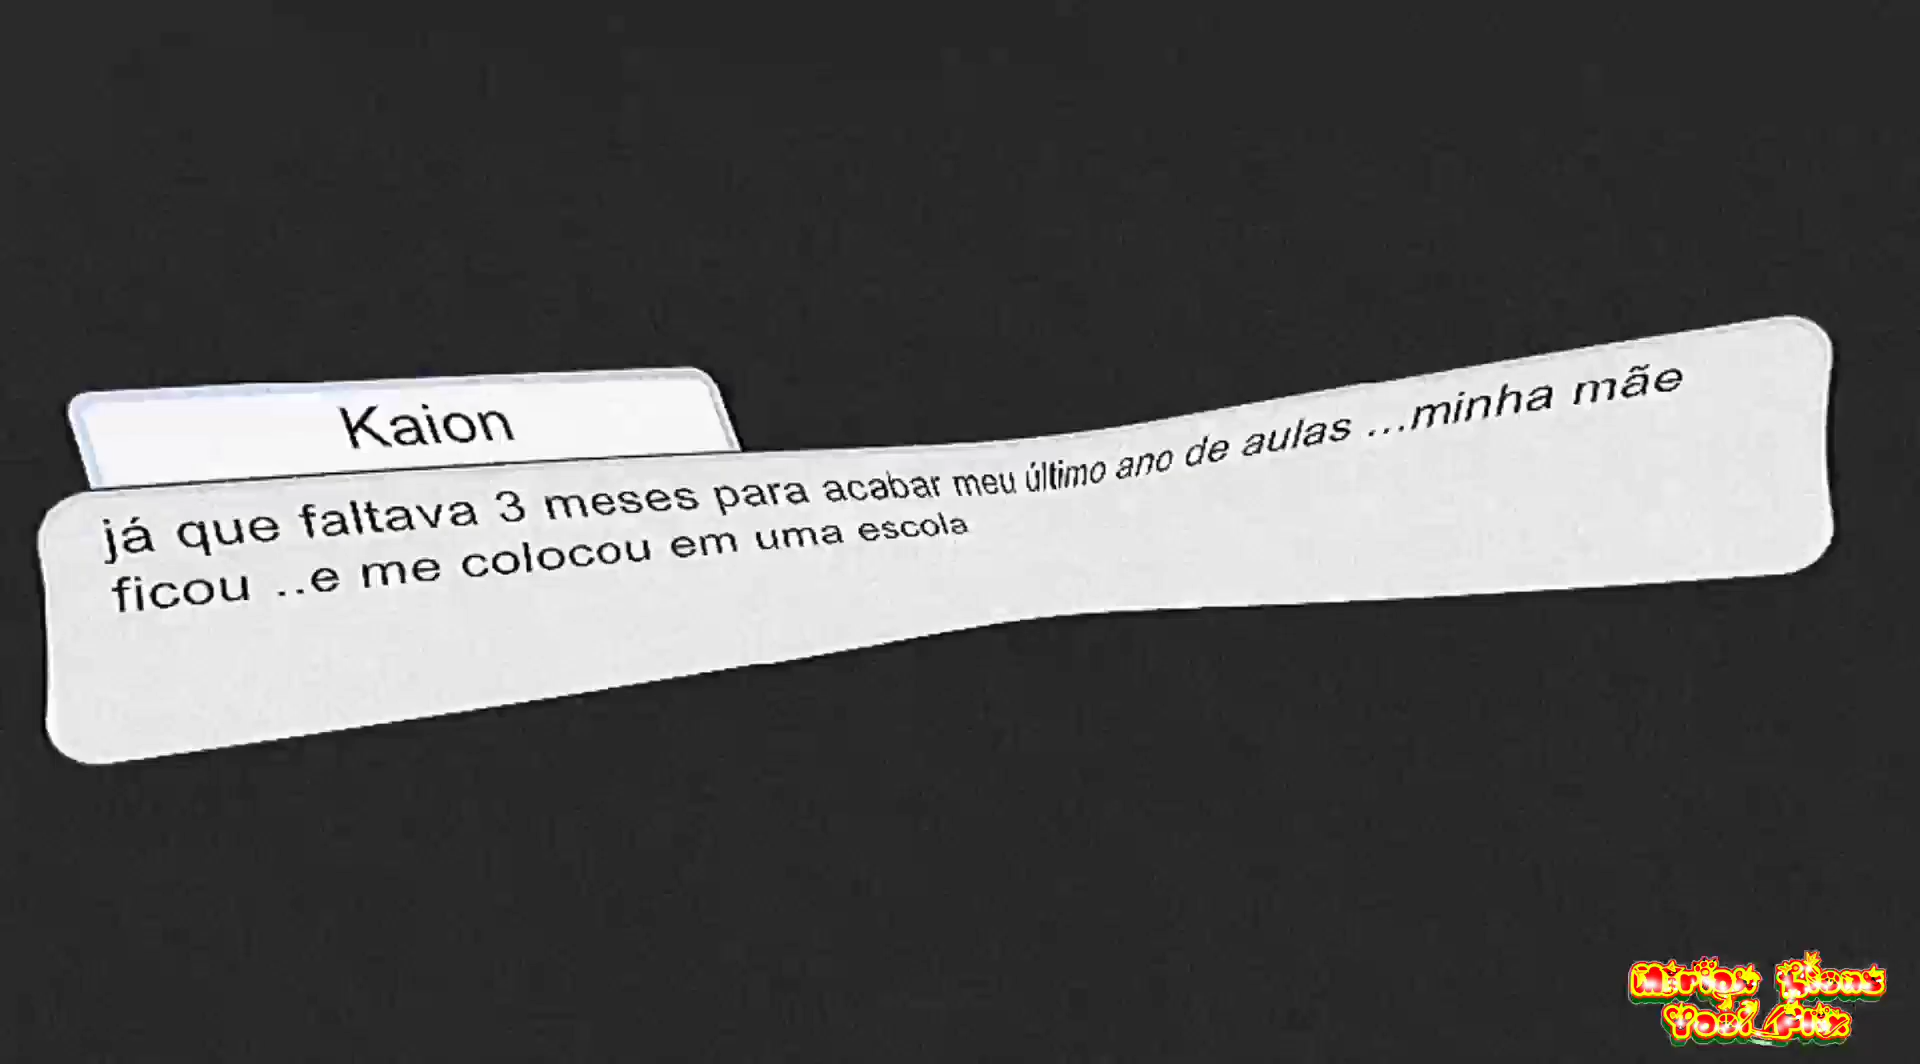 Kaion
já que faltava 3 meses para acabar meu último ano de aulas ...minha mãe
ficou ..e me colocou em uma escola